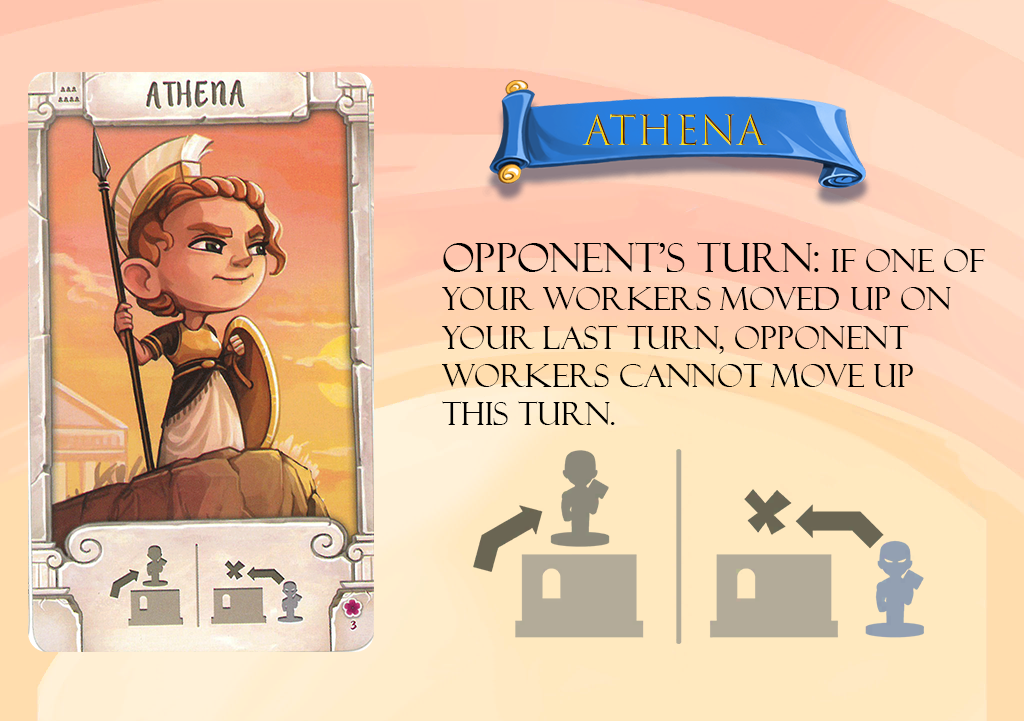 ATHENA
3
ATHENA
OPPONENT'S TURN: IF ONE OF
YOUR WORKERS MOVED UP ON
YOUR LAST TURN, OPPONENT
WORKERS CANNOT MOVE UP
THIS TURN.